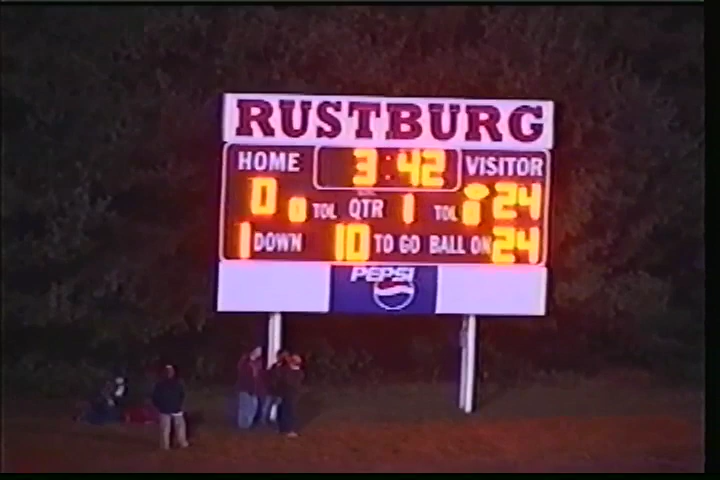 RUSTBURG
HOME 3:42 VISITOR
0 0 TOL QTR 1 TOL 0 24
1 DOWN 10 TO GO BALL ON 24
PEPSI